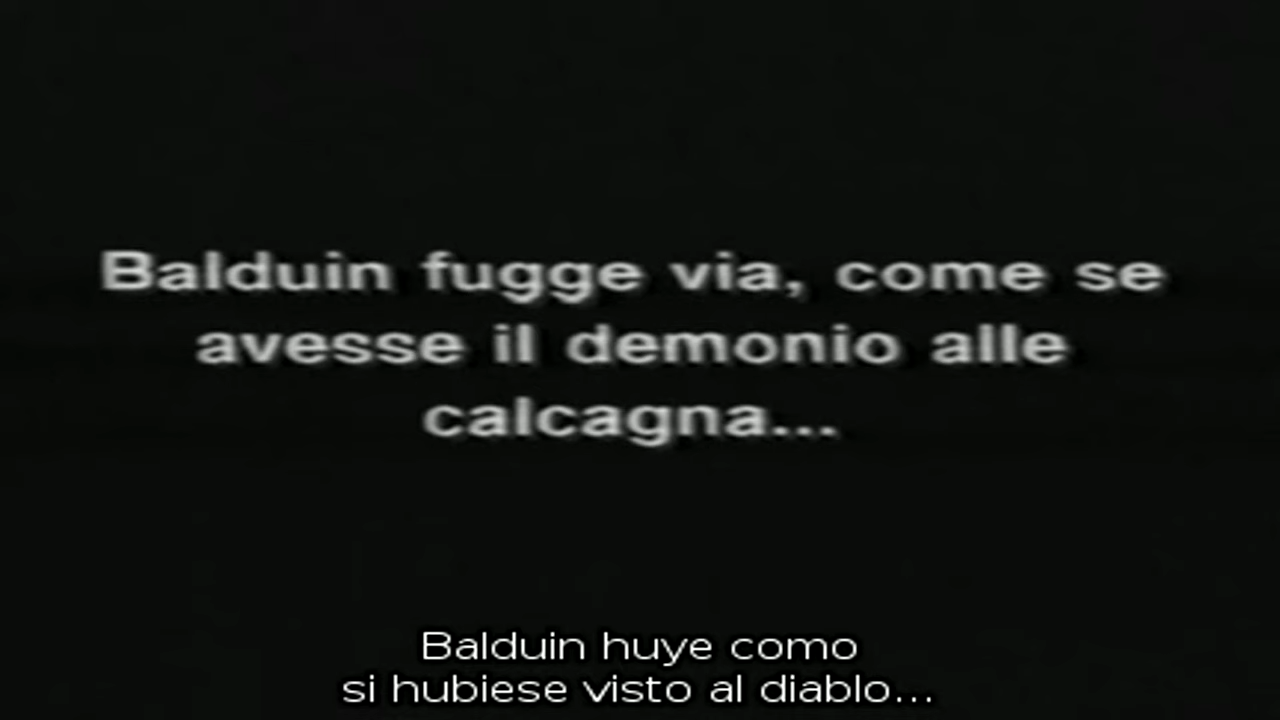 Balduin fugge via, come se
avesse il demonio alle
calcagna...
Balduin huye como
si hubiese visto al diablo...